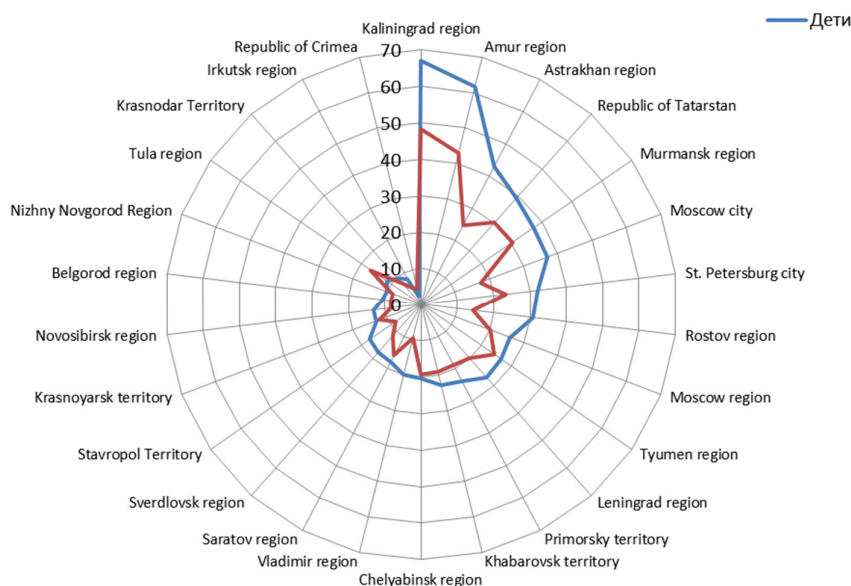 Дети
Kaliningrad region
Republic of Crimea
Amur region
Irkutsk region
Astrakhan region
Krasnodar Territory
Republic of Tatarstan
Tula region
Murmansk region
Nizhny Novgorod Region
Moscow city
Belgorod region
St. Petersburg city
Novosibirsk region
Rostov region
Krasnoyarsk territory
Moscow region
Stavropol Territory
Tyumen region
Sverdlovsk region
Leningrad region
Saratov region
Primorsky territory
Vladimir region
Khabarovsk territory
Chelyabinsk region
70
60
50
40
30
20
10
0